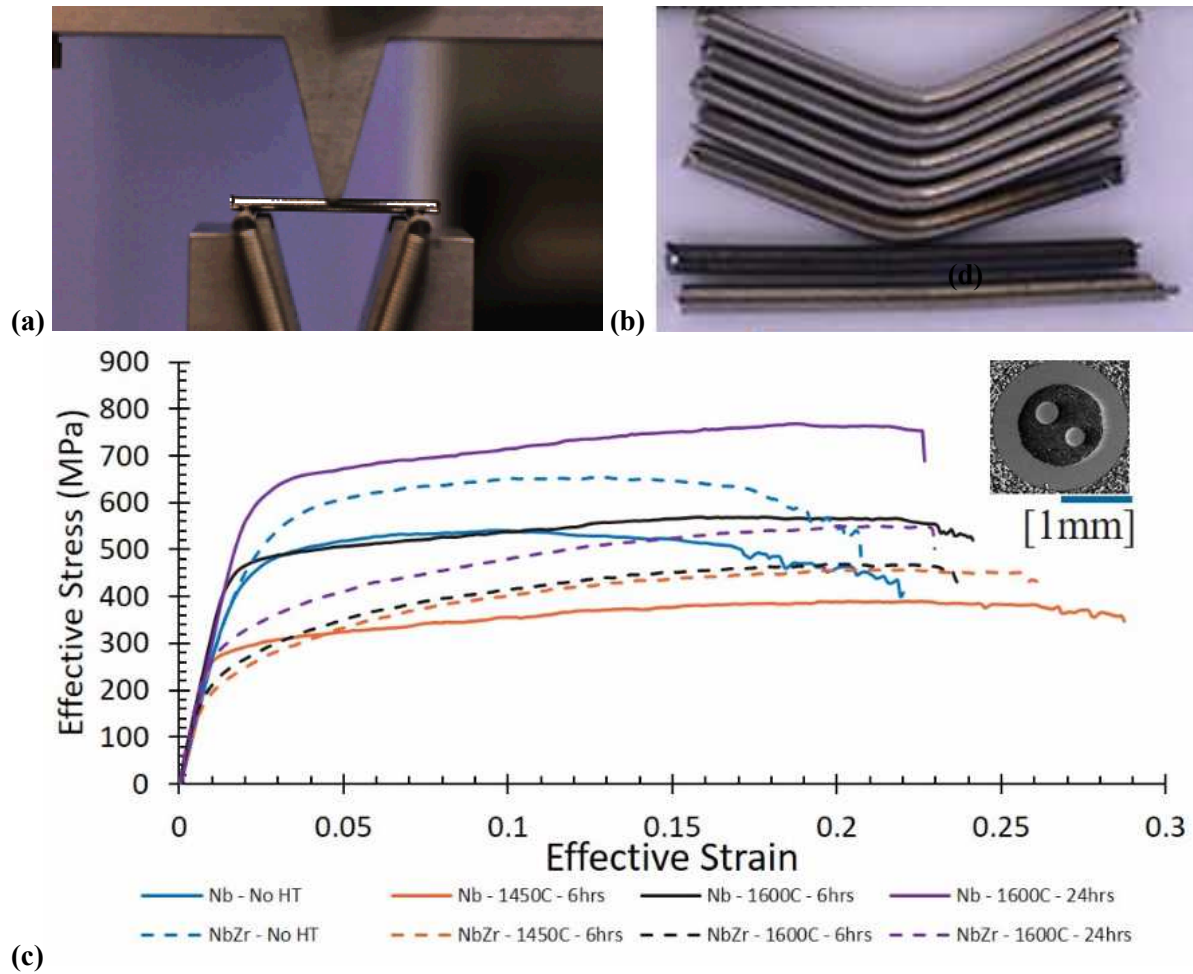 (d)
(a)
(b)
900
800
700
600
500
400
300
200
100
0
Effective Stress (MPa)
[1mm]
0 0.05 0.1 0.15 0.2 0.25 0.3
Effective Strain
Nb - No HT Nb - 1450C - 6hrs Nb - 1600C - 6hrs Nb - 1600C - 24hrs
NbZr - No HT NbZr - 1450C - 6hrs NbZr - 1600C - 6hrs NbZr - 1600C - 24hrs
(c)